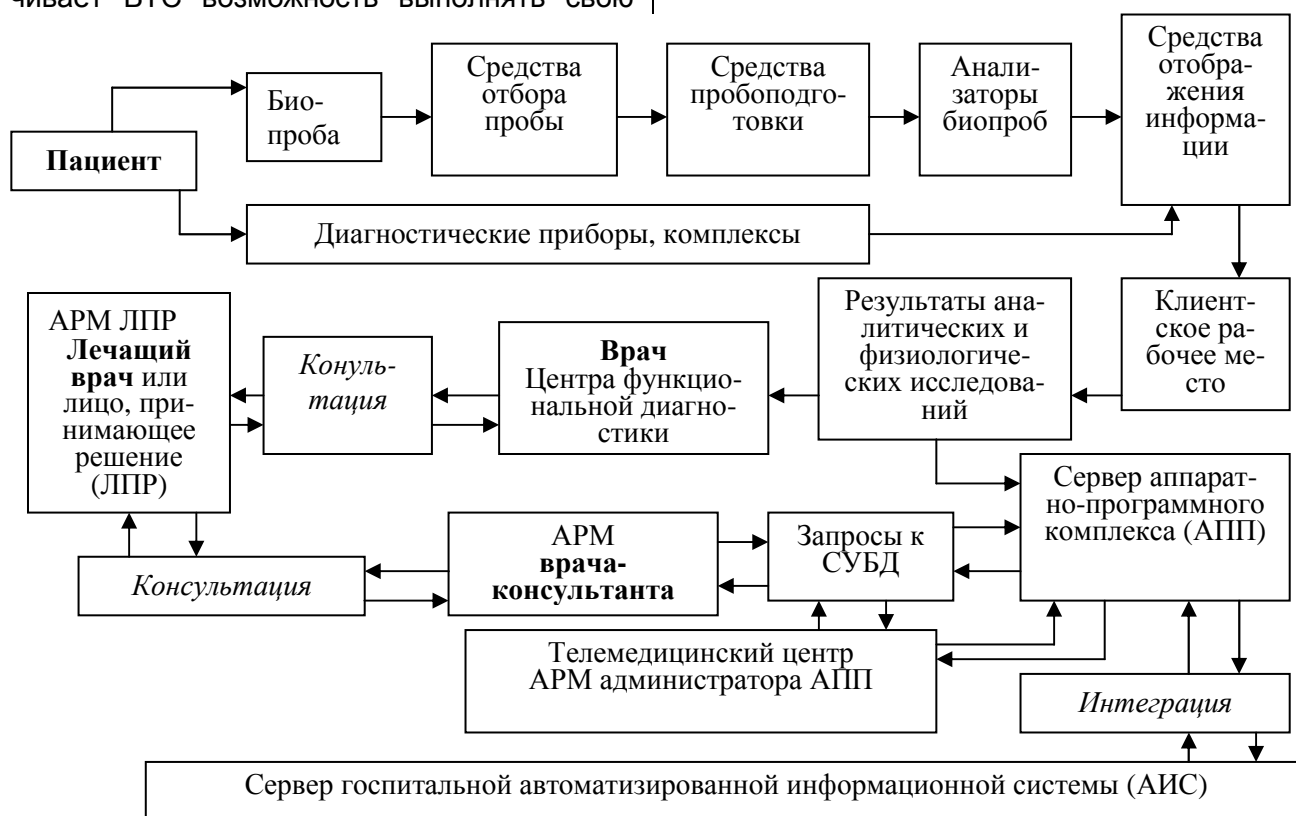 чивает БТС возможность выполнять свою
Био-
проба
Средства
отбора
пробы
Средства
пробоподго-
товки
Анали-
заторы
биопроб
Средства
отобра-
жения
информа-
ции
Пациент
Диагностические приборы, комплексы
АРМ ЛПР
Лечащий
врач или
лицо, при-
нимающее
решение
(ЛПР)
Конуль-
тация
Врач
Центра функцио-
нальной диагно-
стики
Результаты ана-
литических и
физиологиче-
ских исследова-
ний
Клиент-
ское ра-
бочее ме-
сто
Консультация
АРМ
врача-
консультанта
Запросы к
СУБД
Сервер аппарат-
но-программного
комплекса (АПП)
Телемедицинский центр
АРМ администратора АПП
Интеграция
Сервер госпитальной автоматизированной информационной системы (АИС)